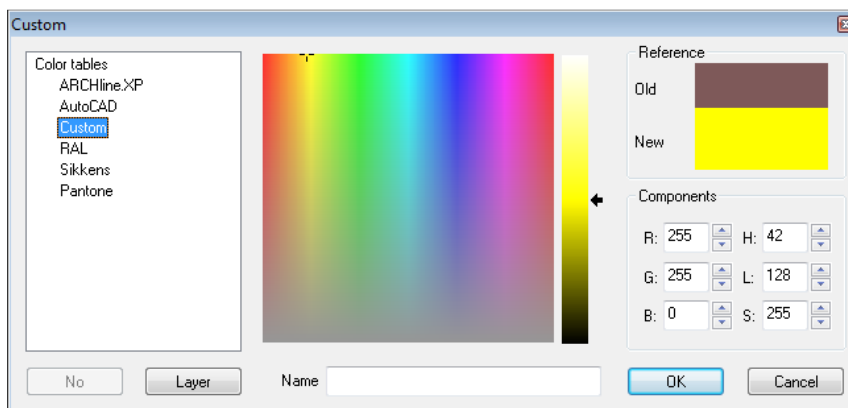 Custom
Color tables
ARCHline.XP
AutoCAD
Custom
RAL
Sikkens
Pantone
No
Layer
Name
Reference
Old
New
Components
R: 255 H: 42
G: 255 L: 128
B: 0 S: 255
OK
Cancel